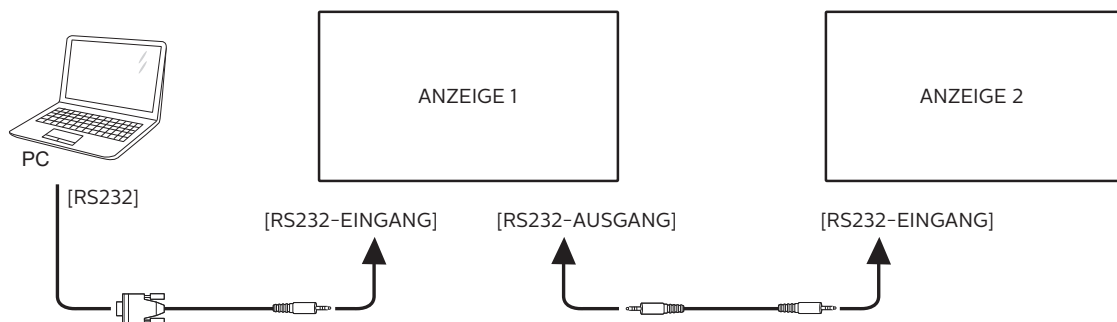 ANZEIGE 1
ANZEIGE 2
PC
[RS232]
[RS232-EINGANG]
[RS232-AUSGANG]
[RS232-EINGANG]